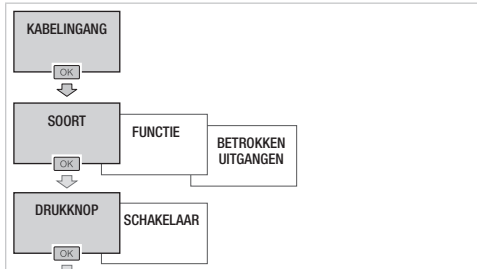 KABELINGANG
OK
SOORT
FUNCTIE
BETROKKEN
UITGANGEN
OK
DRUKKNOP
SCHAKELAAR
OK